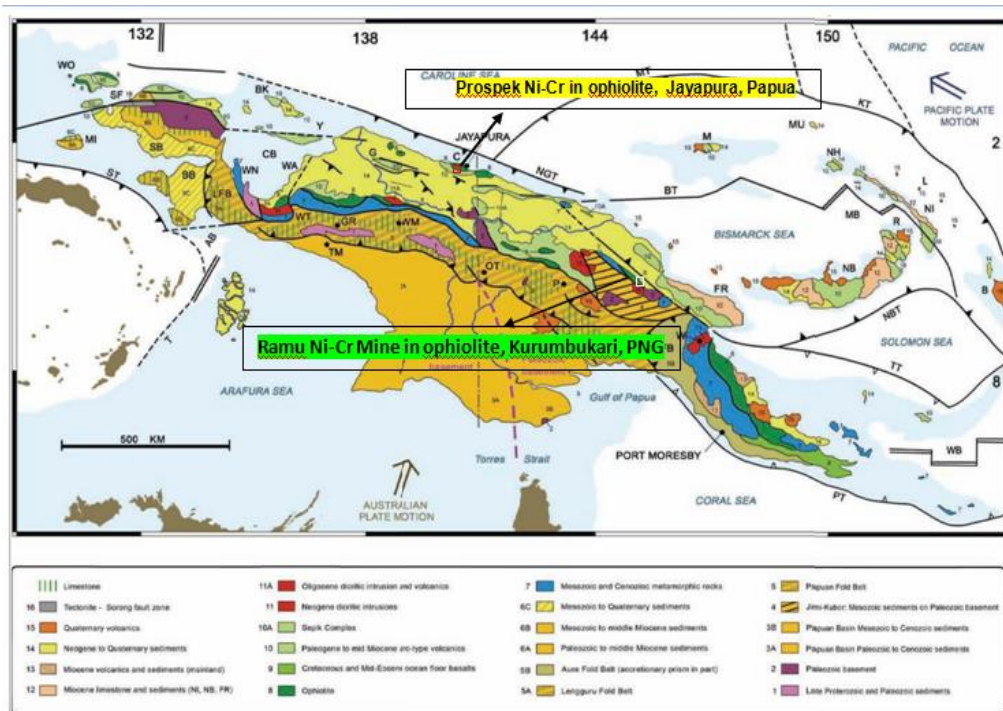 132
138
144
150
PACIFIC OCEAN
WO
CAROLINE SEA
MT
Prospek Ni-Cr in ophiolite, Jayapura, Papua
SF
BK
JAYAPURA
KT
PACIFIC PLATE
MOTION
MI
SB
Y
CB
WA
G
C
NGT
M
MU
NH
2
ST
BB
LFB
WN
BT
L
MB
NI
WT
GR
WM
BISMARCK SEA
R
AB
TM
OT
P
FR
NB
B
NBT
T
Ramu Ni-Cr Mine in ophiolite, Kurumbukari, PNG
SOLOMON SEA
TT
ARAFURA SEA
basement
basement
Gulf of Papua
8
500 KM
Torres Strait
PORT MORESBY
WB
AUSTRALIAN
PLATE MOTION
CORAL SEA
PT
Limestone
16 Tectonite - Sorong fault zone
15 Quaternary volcanics
14 Neogene to Quaternary sediments
13 Miocene volcanics and sediments (mainland)
12 Miocene limestone and sediments (NI, NB, FR)
11A Oligocene dioritic intrusion and volcanics
11 Neogene dioritic intrusions
10A Sepik Complex
10 Paleogene to mid Miocene arc-type volcanics
9 Cretaceous and Mid-Eocene ocean floor basalts
8 Ophiolite
7 Mesozoic and Cenozoic metamorphic rocks
6C Mesozoic to Quaternary sediments
6B Mesozoic to middle Miocene sediments
6A Paleozoic to middle Miocene sediments
5B Aure Fold Belt (accretionary prism in part)
5A Lengguru Fold Belt
5 Papuan Fold Belt
4 Jimi-Kubor: Mesozoic sediments on Paleozoic basement
3B Papuan Basin Mesozoic to Cenozoic sediments
3A Papuan Basin Paleozoic to Cenozoic sediments
2 Paleozoic basement
1 Late Proterozoic and Paleozoic sediments